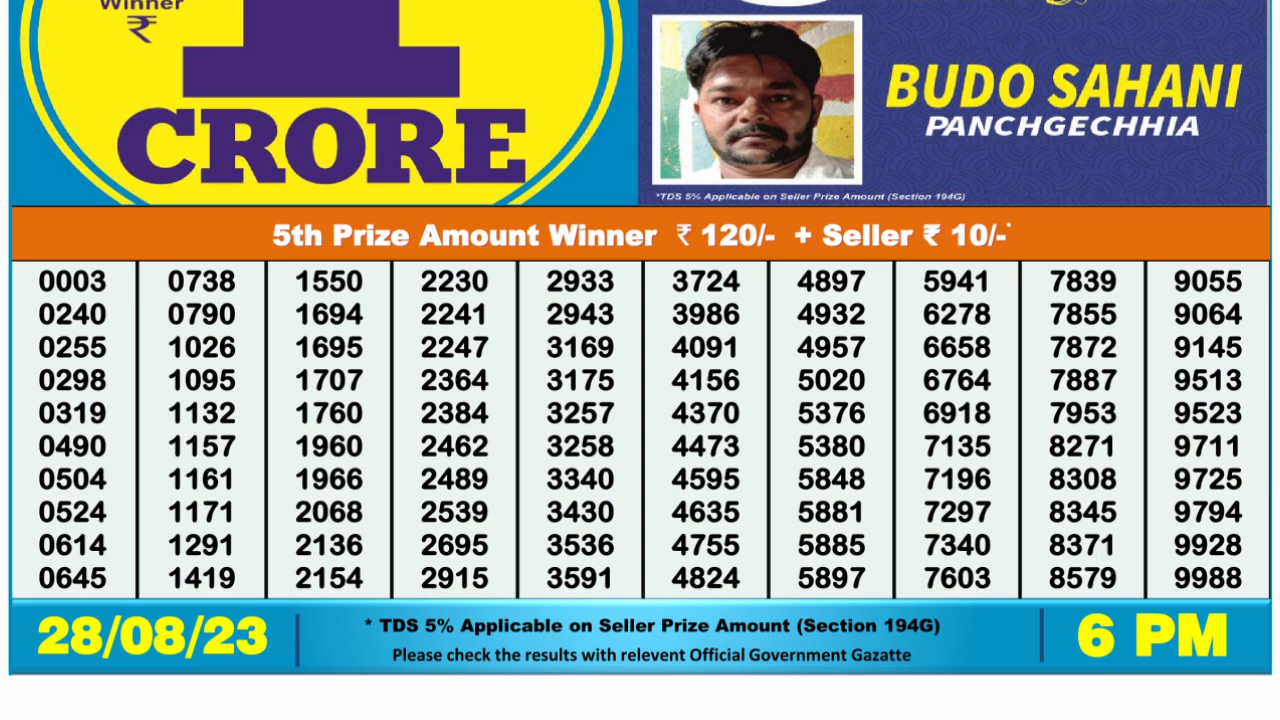 Winner
₹
1
CRORE
BUDO SAHANI
PANCHGECHHIA
*TDS 5% Applicable on Seller Prize Amount (Section 194G)
5th Prize Amount Winner ₹ 120/- + Seller ₹ 10/-*
0003 0738 1550 2230 2933 3724 4897 5941 7839 9055
0240 0790 1694 2241 2943 3986 4932 6278 7855 9064
0255 1026 1695 2247 3169 4091 4957 6658 7872 9145
0298 1095 1707 2364 3175 4156 5020 6764 7887 9513
0319 1132 1760 2384 3257 4370 5376 6918 7953 9523
0490 1157 1960 2462 3258 4473 5380 7135 8271 9711
0504 1161 1966 2489 3340 4595 5848 7196 8308 9725
0524 1171 2068 2539 3430 4635 5881 7297 8345 9794
0614 1291 2136 2695 3536 4755 5885 7340 8371 9928
0645 1419 2154 2915 3591 4824 5897 7603 8579 9988
28/08/23
* TDS 5% Applicable on Seller Prize Amount (Section 194G)
Please check the results with relevent Official Government Gazatte
6 PM